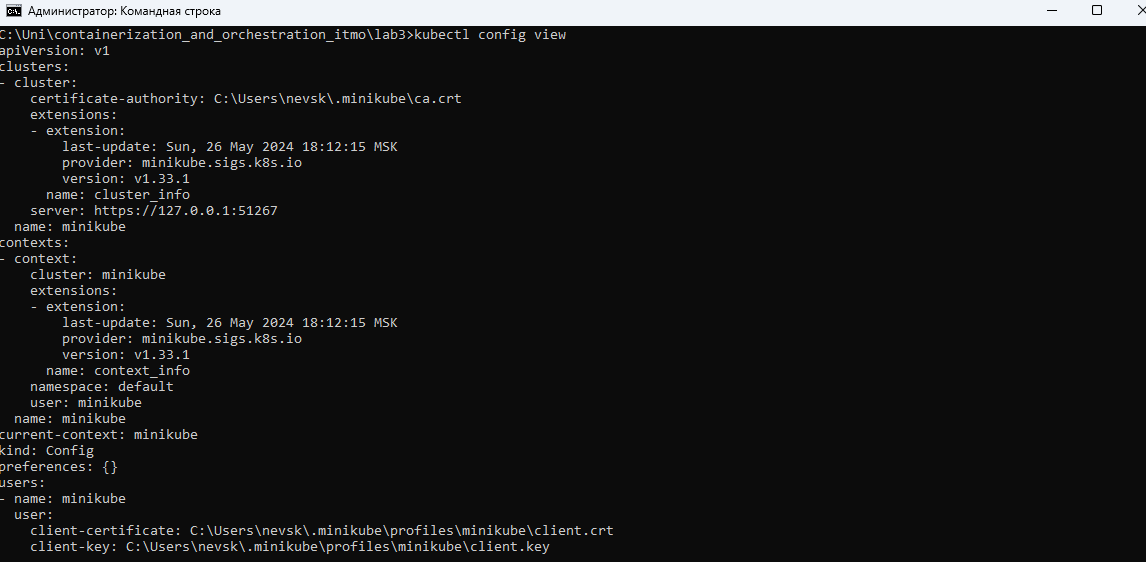 Администратор: Командная строка
C:\Uni\containerization_and_orchestration_itmo\lab3>kubectl config view
apiVersion: v1
clusters:
- cluster:
    certificate-authority: C:\Users\nevsk\.minikube\ca.crt
    extensions:
    - extension:
        last-update: Sun, 26 May 2024 18:12:15 MSK
        provider: minikube.sigs.k8s.io
        version: v1.33.1
      name: cluster_info
    server: https://127.0.0.1:51267
  name: minikube
contexts:
- context:
    cluster: minikube
    extensions:
    - extension:
        last-update: Sun, 26 May 2024 18:12:15 MSK
        provider: minikube.sigs.k8s.io
        version: v1.33.1
      name: context_info
    namespace: default
    user: minikube
  name: minikube
current-context: minikube
kind: Config
preferences: {}
users:
- name: minikube
  user:
    client-certificate: C:\Users\nevsk\.minikube\profiles\minikube\client.crt
    client-key: C:\Users\nevsk\.minikube\profiles\minikube\client.key